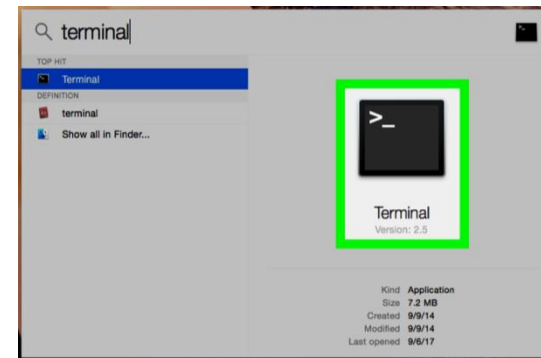 terminal
TOP HIT
Terminal
DEFINITION
terminal
Show all in Finder...
>_
Terminal
Version: 2.5
Kind Application
Size 7.2 MB
Created 9/9/14
Modified 9/9/14
Last opened 9/6/17